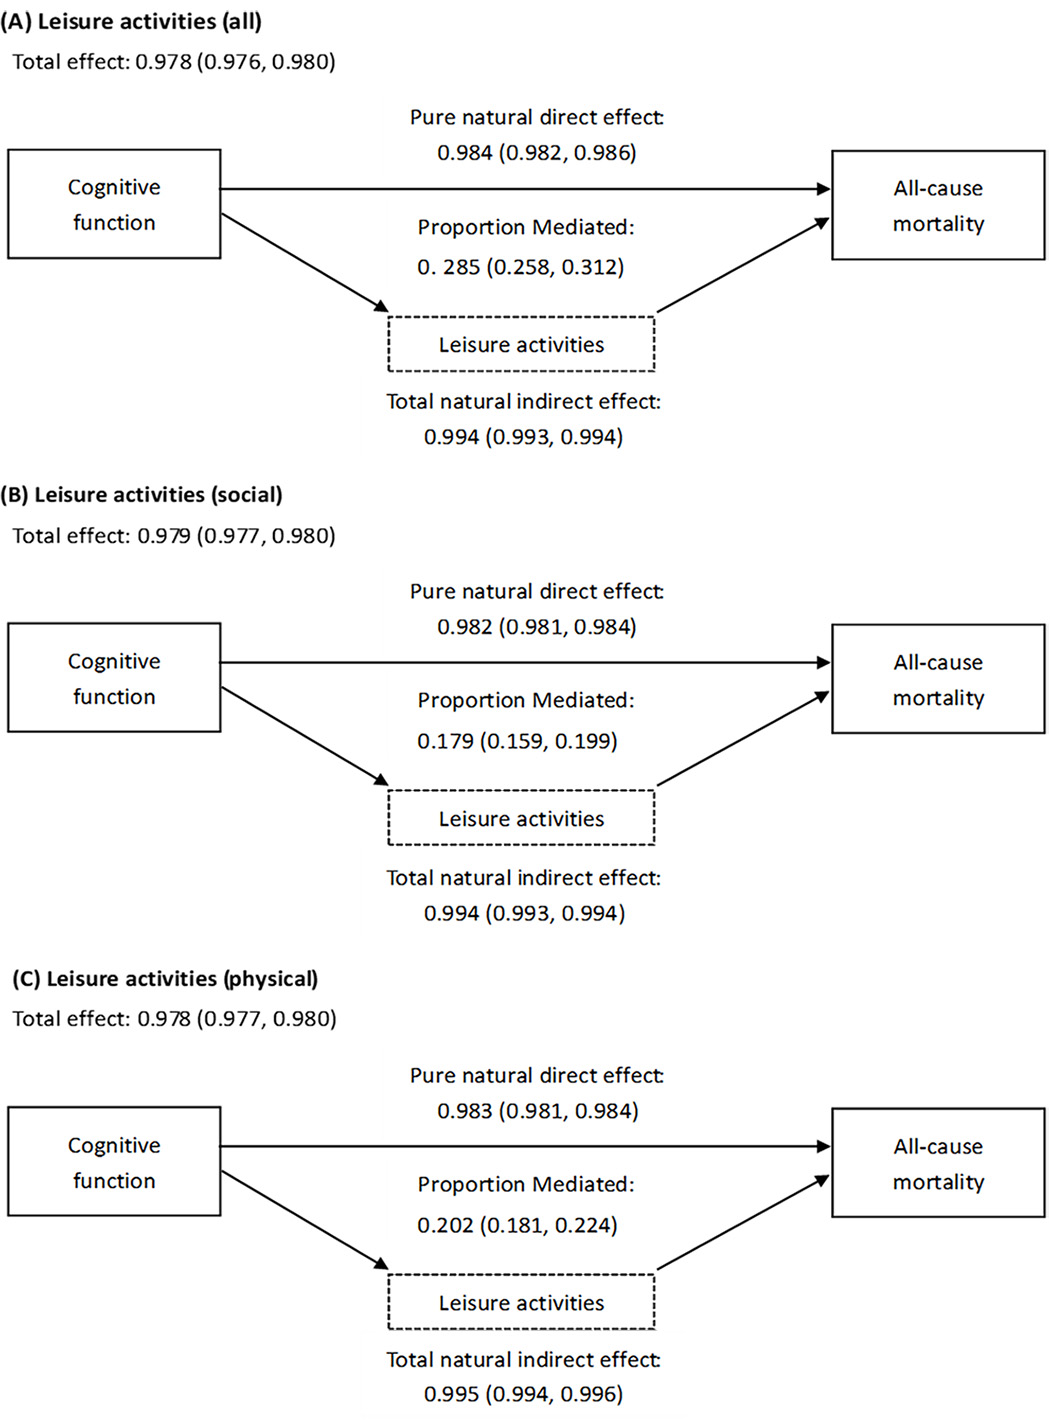 (A) Leisure activities (all)
Total effect: 0.978 (0.976, 0.980)
Pure natural direct effect:
0.984 (0.982, 0.986)
Cognitive
function
All-cause
mortality
Proportion Mediated:
0. 285 (0.258, 0.312)
Leisure activities
Total natural indirect effect:
0.994 (0.993, 0.994)
(B) Leisure activities (social)
Total effect: 0.979 (0.977, 0.980)
Pure natural direct effect:
0.982 (0.981, 0.984)
Cognitive
function
All-cause
mortality
Proportion Mediated:
0.179 (0.159, 0.199)
Leisure activities
Total natural indirect effect:
0.994 (0.993, 0.994)
(C) Leisure activities (physical)
Total effect: 0.978 (0.977, 0.980)
Pure natural direct effect:
0.983 (0.981, 0.984)
Cognitive
function
All-cause
mortality
Proportion Mediated:
0.202 (0.181, 0.224)
Leisure activities
Total natural indirect effect:
0.995 (0.994, 0.996)